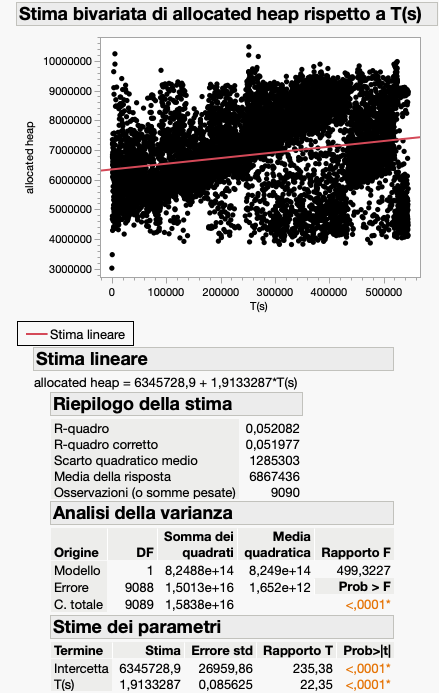 Stima bivariata di allocated heap rispetto a T(s)
10000000
9000000
8000000
7000000
6000000
5000000
4000000
3000000
allocated heap
0 100000 200000 300000 400000 500000
T(s)
Stima lineare
Stima lineare
allocated heap = 6345728,9 + 1,9133287*T(s)
Riepilogo della stima
R-quadro 0,052082
R-quadro corretto 0,051977
Scarto quadratico medio 1285303
Media della risposta 6867436
Osservazioni (o somme pesate) 9090
Analisi della varianza
Somma dei Media
Origine DF quadrati quadratica Rapporto F
Modello 1 8,2488e+14 8,249e+14 499,3227
Errore 9088 1,5013e+16 1,652e+12 Prob > F
C. totale 9089 1,5838e+16 <,0001*
Stime dei parametri
Termine Stima Errore std Rapporto T Prob>|t|
Intercetta 6345728,9 26959,86 235,38 <,0001*
T(s) 1,9133287 0,085625 22,35 <,0001*